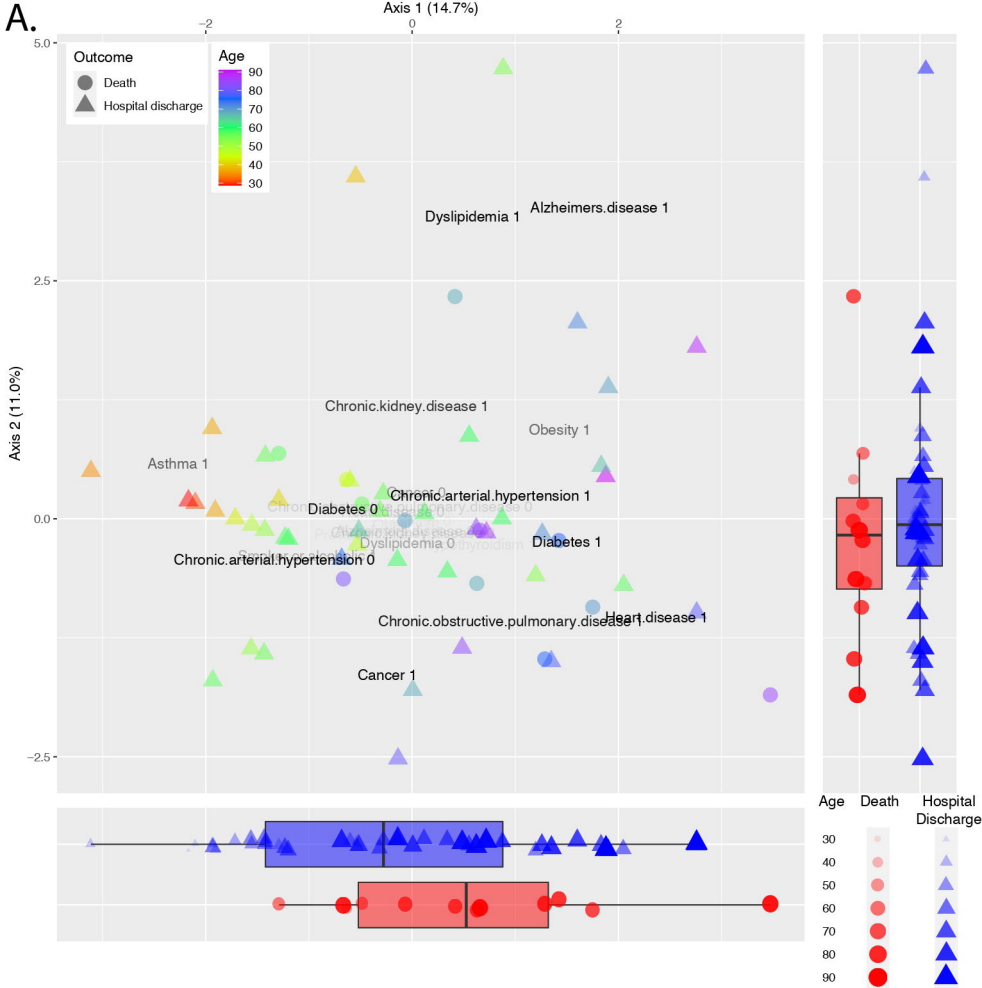 A.
Axis 1 (14.7%)
−2 0 2
Outcome
Death
Hospital discharge
Age
90
80
70
60
50
40
30
5.0
2.5
0.0
−2.5
Axis 2 (11.0%)
Dyslipidemia 1
Alzheimers.disease 1
Chronic.kidney.disease 1
Obesity 1
Asthma 1
Chronic.arterial.hypertension 1
Diabetes 0
Diabetes 1
Dyslipidemia 0
Chronic.arterial.hypertension 0
Chronic.obstructive.pulmonary.disease 1
Heart.disease 1
Cancer 1
Age Death Hospital
Discharge
30
40
50
60
70
80
90